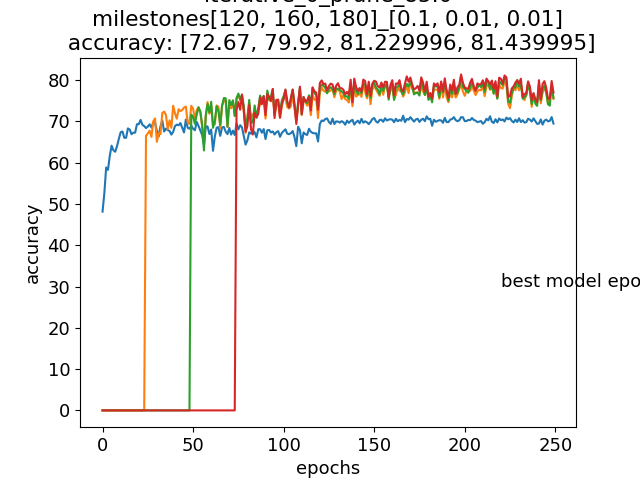 milestones[120, 160, 180]_[0.1, 0.01, 0.01]
accuracy: [72.67, 79.92, 81.229996, 81.439995]
80
70
60
50
40
30
20
10
0
accuracy
best model epo
0 50 100 150 200 250
epochs